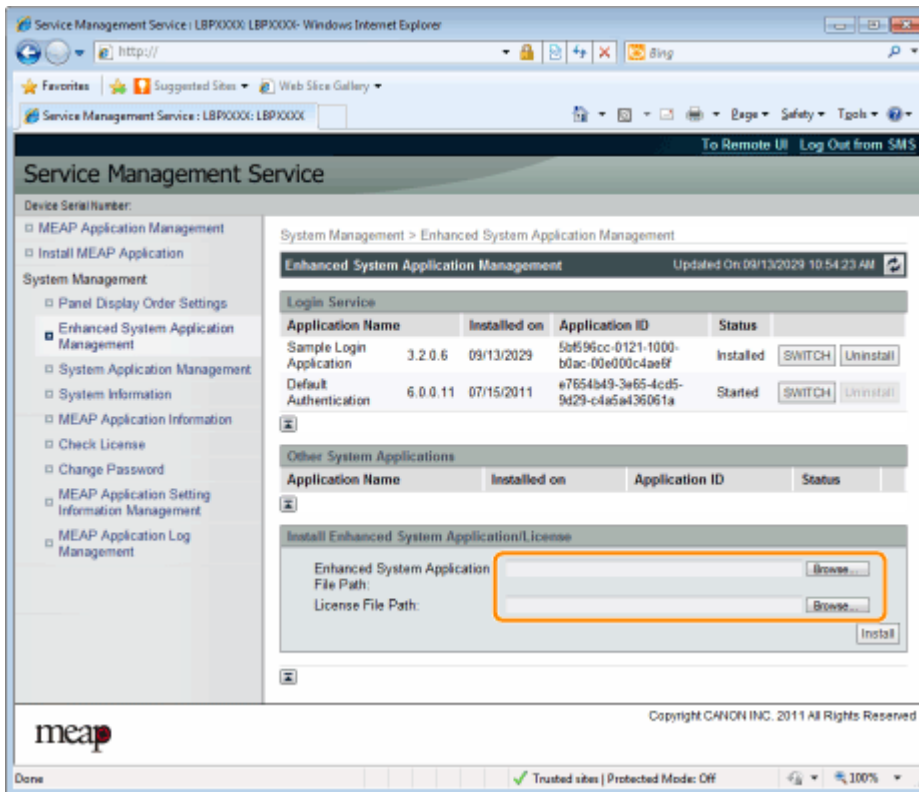 Service Management Service : LBPXXXX: LBPXXXX- Windows Internet Explorer
http://
Bing
Favorites Suggested Sites Web Slice Gallery
Service Management Service : LBPXXXX: LBPXXXX
Page Safety Tools
To Remote UI Log Out from SMS
Service Management Service
Device Serial Number:
MEAP Application Management
Install MEAP Application
System Management
Panel Display Order Settings
Enhanced System Application
Management
System Application Management
System Information
MEAP Application Information
Check License
Change Password
MEAP Application Setting
Information Management
MEAP Application Log
Management
System Management > Enhanced System Application Management
Enhanced System Application Management Updated On:09/13/2029 10:54:23 AM
Login Service
Application Name Installed on Application ID Status
Sample Login
Application 3.2.0.6 09/13/2029 5bf596cc-0121-1000-
b0ac-00e000c4ae6f Installed SWITCH Uninstall
Default
Authentication 6.0.0.11 07/15/2011 e7654b49-3e65-4cd5-
9d29-c4a5a436061a Started SWITCH Uninstall
Other System Applications
Application Name Installed on Application ID Status
Install Enhanced System Application/License
Enhanced System Application
File Path: Browse...
License File Path: Browse...
Install
meap
Copyright CANON INC. 2011 All Rights Reserved
Done Trusted sites | Protected Mode: Off 100%